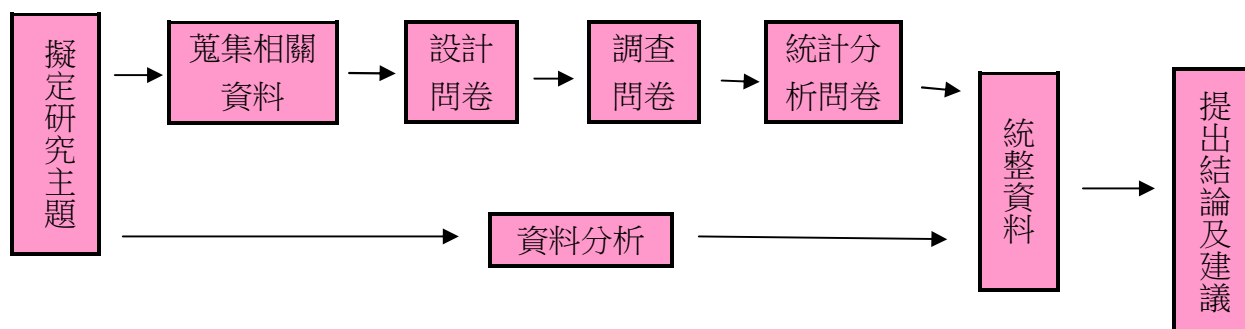 擬定研究主題
蒐集相關
資料
設計
問卷
調查
問卷
統計分
析問卷
資料分析
統整資料
提出結論及建議